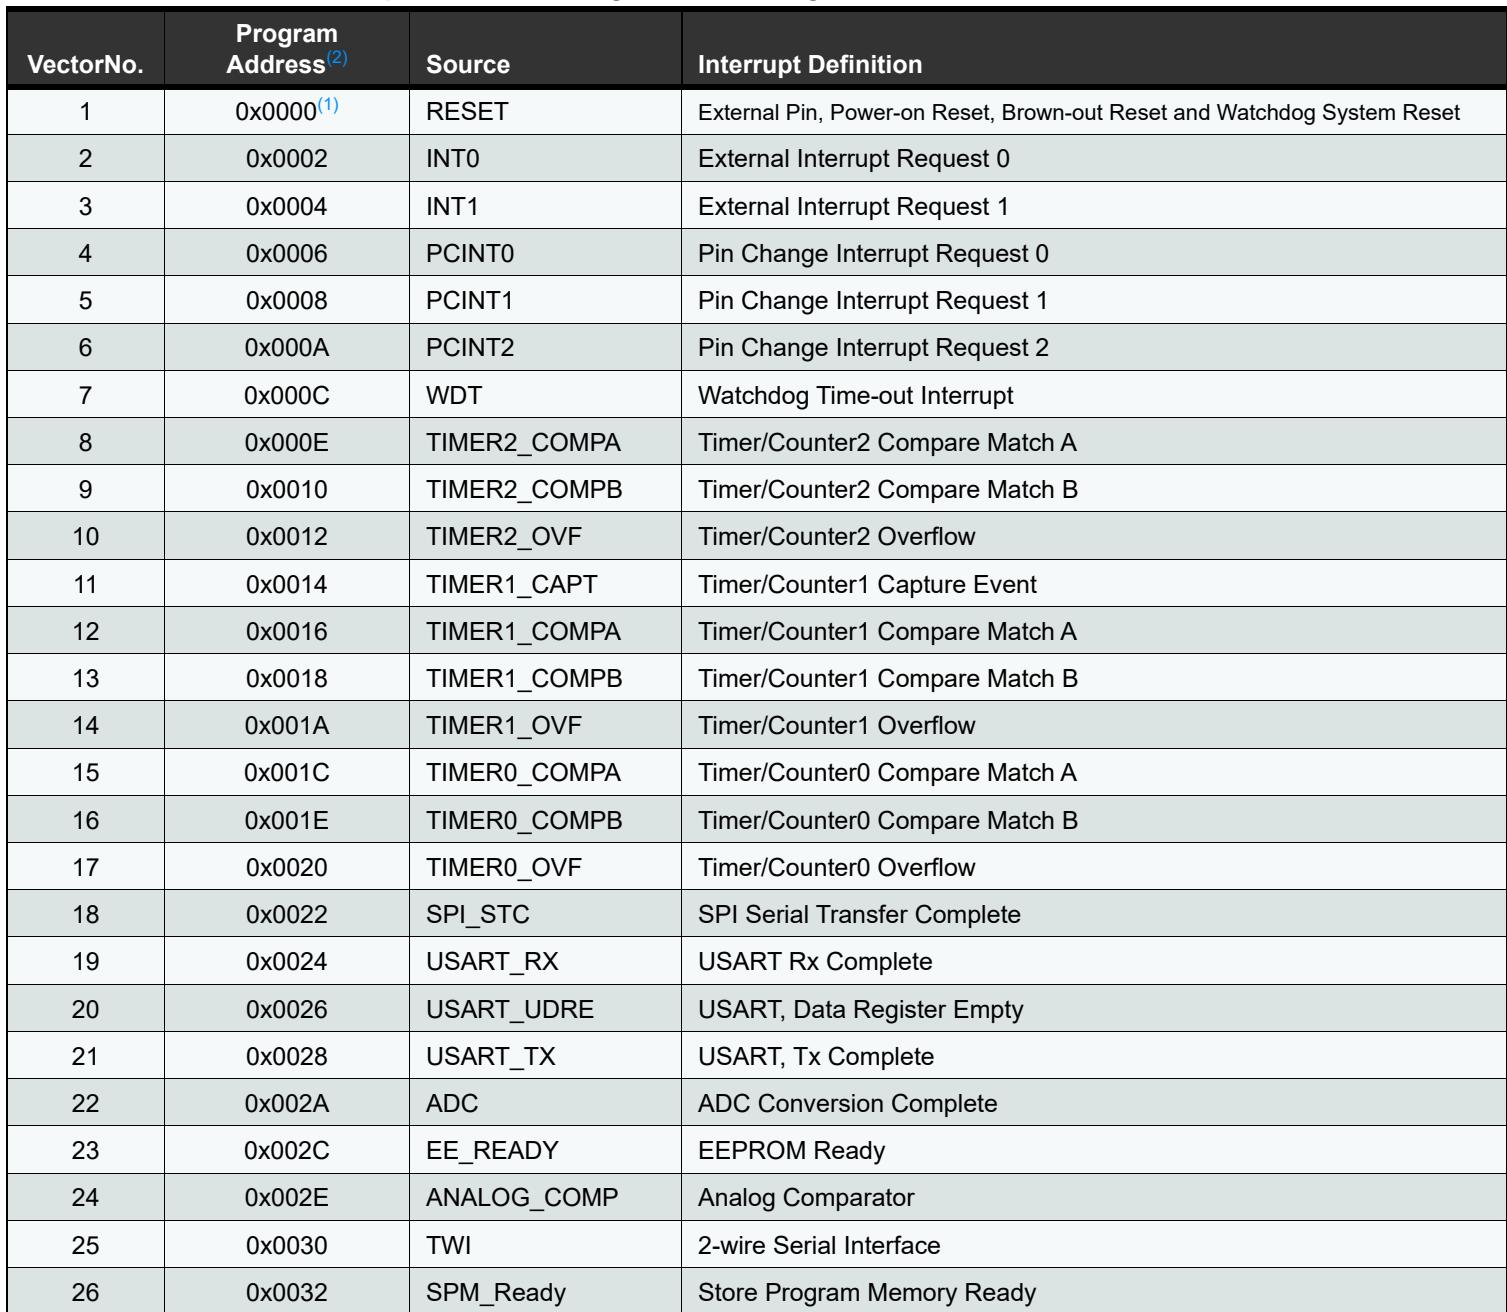 VectorNo. Program Address(2) Source Interrupt Definition
1 0x0000(1) RESET External Pin, Power-on Reset, Brown-out Reset and Watchdog System Reset
2 0x0002 INT0 External Interrupt Request 0
3 0x0004 INT1 External Interrupt Request 1
4 0x0006 PCINT0 Pin Change Interrupt Request 0
5 0x0008 PCINT1 Pin Change Interrupt Request 1
6 0x000A PCINT2 Pin Change Interrupt Request 2
7 0x000C WDT Watchdog Time-out Interrupt
8 0x000E TIMER2_COMPA Timer/Counter2 Compare Match A
9 0x0010 TIMER2_COMPB Timer/Counter2 Compare Match B
10 0x0012 TIMER2_OVF Timer/Counter2 Overflow
11 0x0014 TIMER1_CAPT Timer/Counter1 Capture Event
12 0x0016 TIMER1_COMPA Timer/Counter1 Compare Match A
13 0x0018 TIMER1_COMPB Timer/Counter1 Compare Match B
14 0x001A TIMER1_OVF Timer/Counter1 Overflow
15 0x001C TIMER0_COMPA Timer/Counter0 Compare Match A
16 0x001E TIMER0_COMPB Timer/Counter0 Compare Match B
17 0x0020 TIMER0_OVF Timer/Counter0 Overflow
18 0x0022 SPI_STC SPI Serial Transfer Complete
19 0x0024 USART_RX USART Rx Complete
20 0x0026 USART_UDRE USART, Data Register Empty
21 0x0028 USART_TX USART, Tx Complete
22 0x002A ADC ADC Conversion Complete
23 0x002C EE_READY EEPROM Ready
24 0x002E ANALOG_COMP Analog Comparator
25 0x0030 TWI 2-wire Serial Interface
26 0x0032 SPM_Ready Store Program Memory Ready